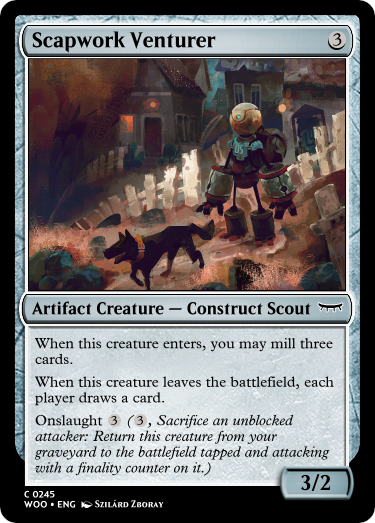 Scapwork Venturer 3
Artifact Creature — Construct Scout
When this creature enters, you may mill three
cards.
When this creature leaves the battlefield, each
player draws a card.
Onslaught 3 (3, Sacrifice an unblocked
attacker: Return this creature from your
graveyard to the battlefield tapped and attacking
with a finality counter on it.)
3/2
C 0245
WOO • ENG Szilárd Zboray